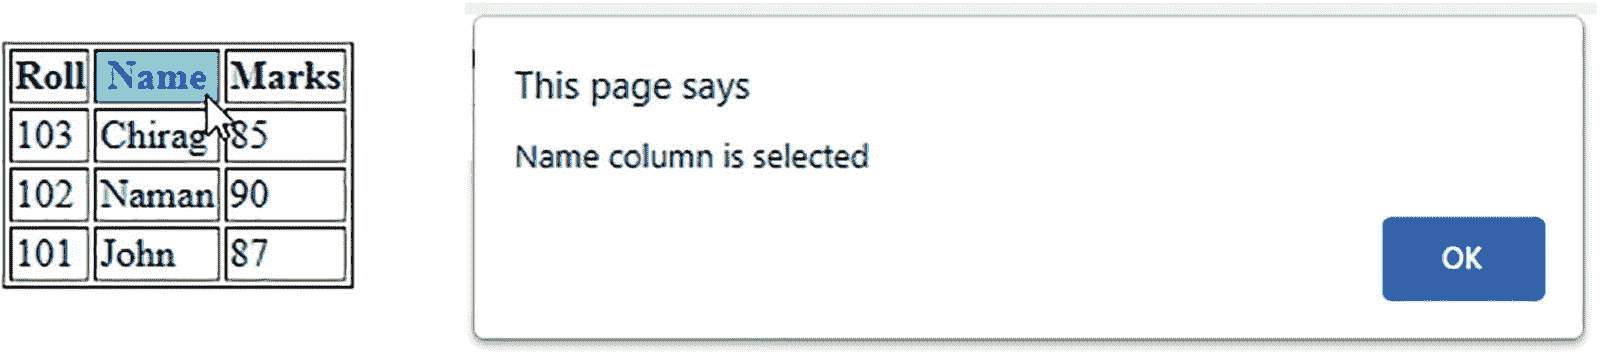 Roll Name Marks
103 Chirag 85
102 Naman 90
101 John 87
This page says
Name column is selected
OK